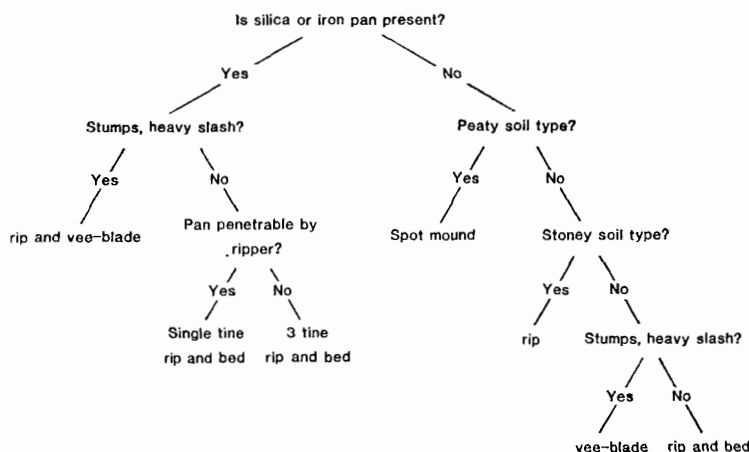 Is silica or iron pan present?
Yes
No
Stumps, heavy slash?
Peaty soil type?
Yes
No
Yes
No
rip and vee-blade
Pan penetrable by
ripper?
Spot mound
Stoney soil type?
Yes
No
Yes
No
Single tine
rip and bed
3 tine
rip and bed
rip
Stumps, heavy slash?
Yes
No
vee-blade
rip and bed